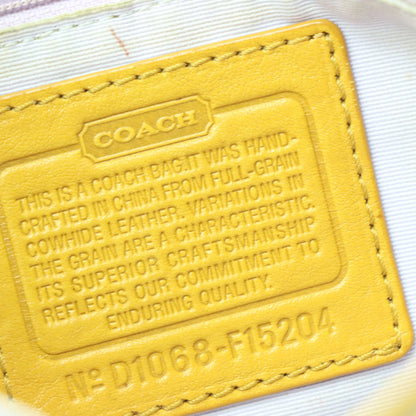 COACH
THIS IS A COACH BAG.IT WAS HAND-
CRAFTED IN CHINA FROM FULL-GRAIN
COWHIDE LEATHER. VARIATIONS IN
THE GRAIN ARE A CHARACTERISTIC.
ITS SUPERIOR CRAFTSMANSHIP
REFLECTS OUR COMMITMENT TO
ENDURING QUALITY.
Nº D1068-F15204